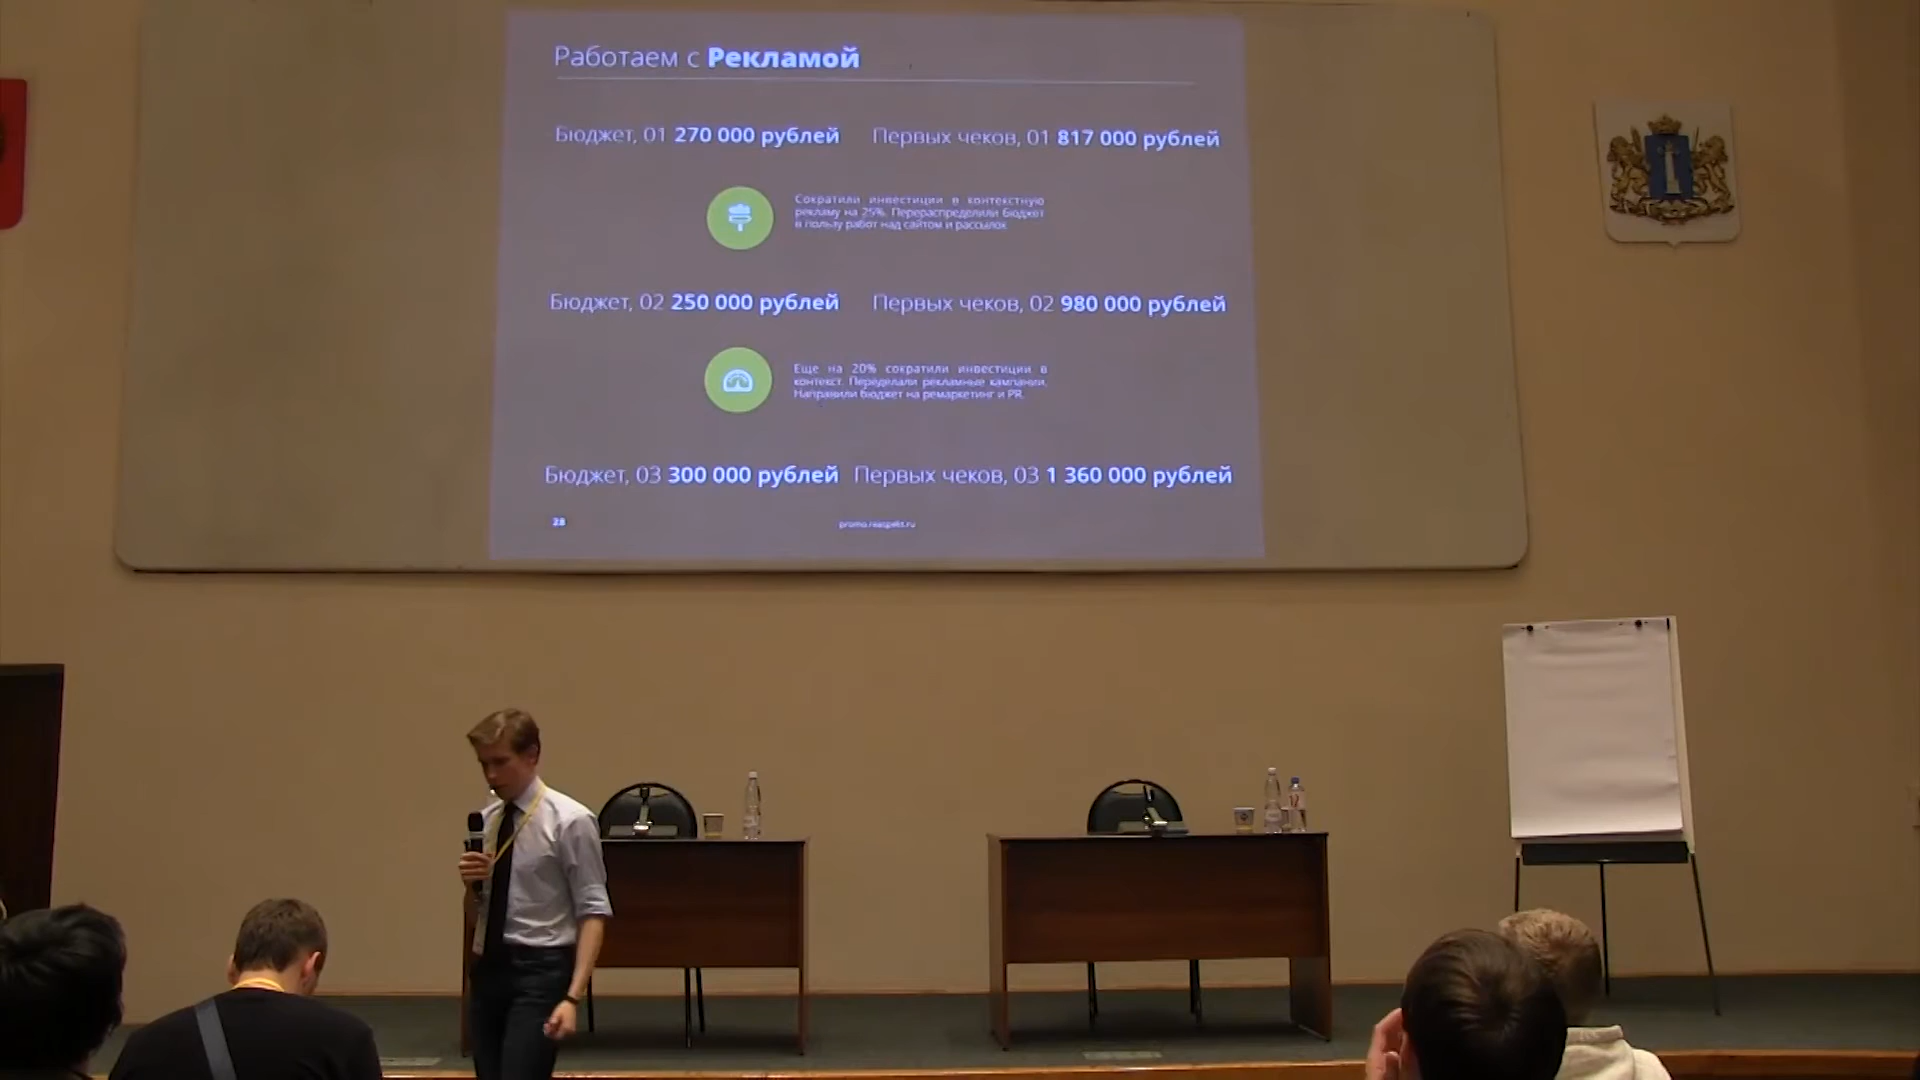 Работаем с Рекламой
Бюджет, 01 270 000 рублей
Первых чеков, 01 817 000 рублей
Сократили инвестиции в контекстную
рекламу на 25%. Перераспределили бюджет
в пользу работ над сайтом и рассылок
Бюджет, 02 250 000 рублей
Первых чеков, 02 980 000 рублей
Еще на 20% сократили инвестиции в
контекст. Переделали рекламные кампании.
Направили бюджет на ремаркетинг и PR.
Бюджет, 03 300 000 рублей
Первых чеков, 03 1 360 000 рублей
28
promo.reaspekt.ru